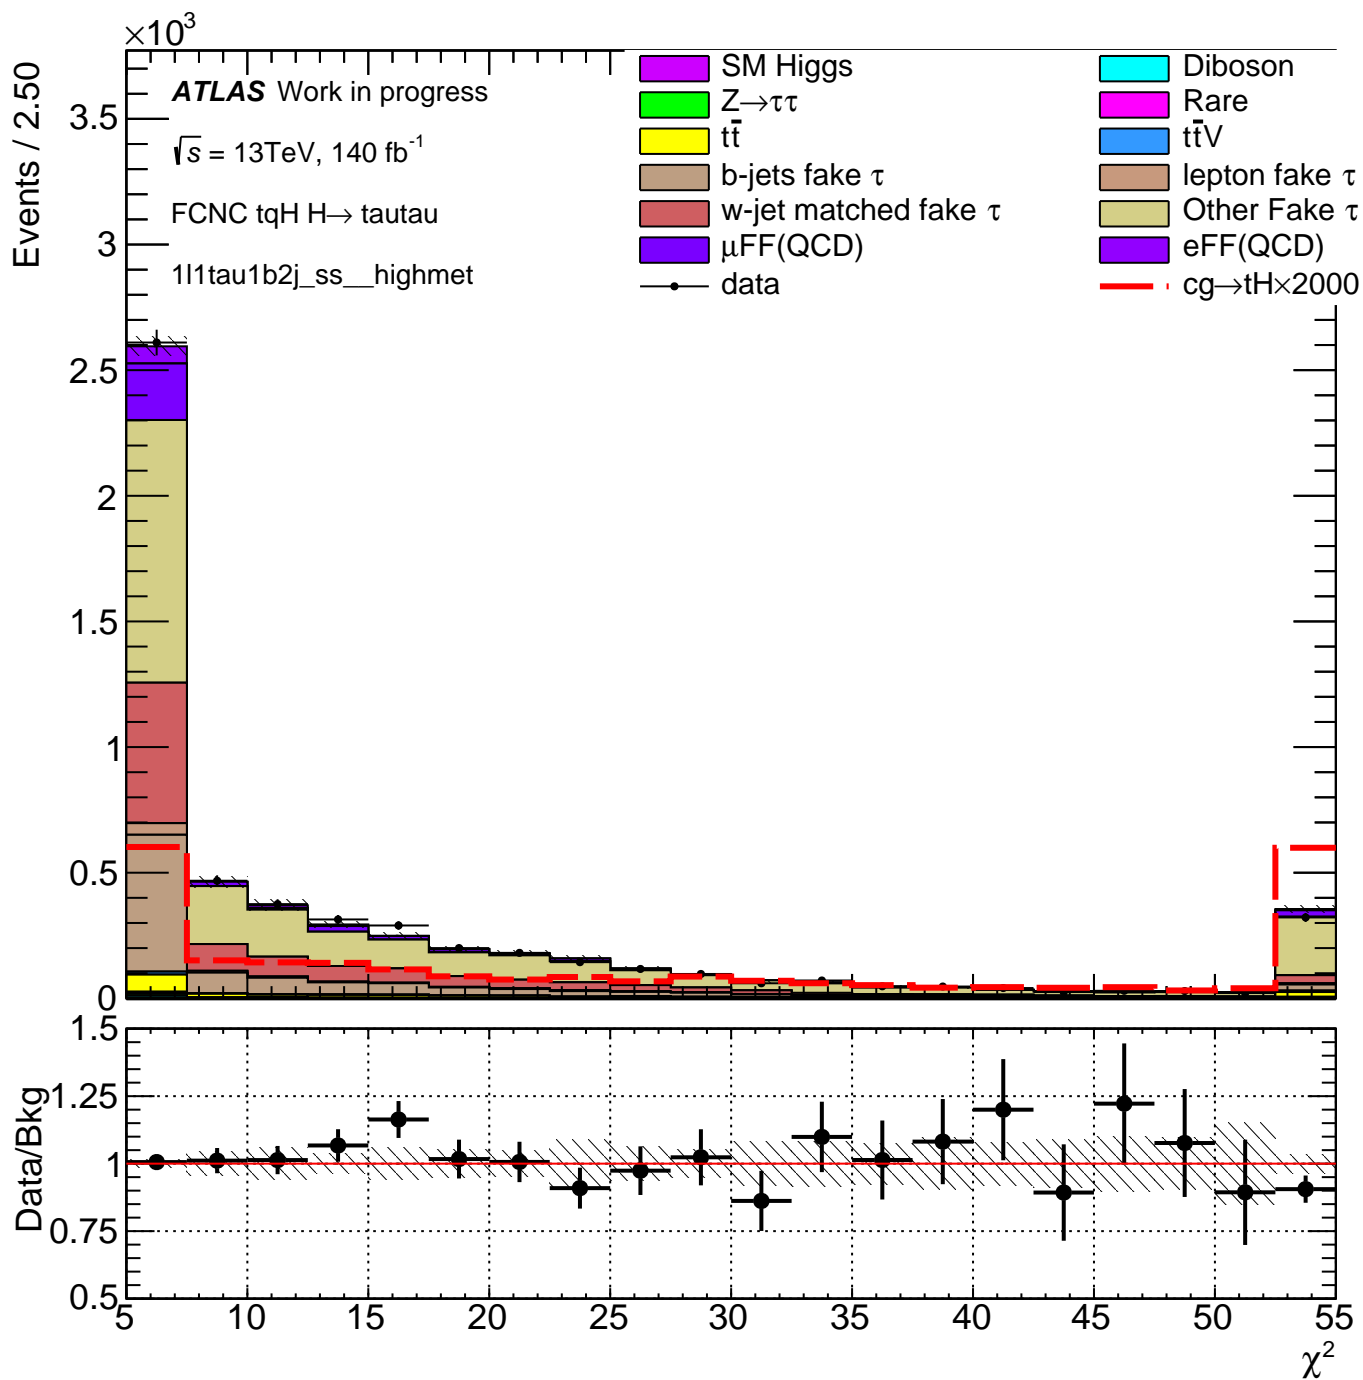 ×10³
Events / 2.50
3.5
3
2.5
2
1.5
1
0.5
0
ATLAS Work in progress
√s = 13TeV, 140 fb⁻¹
FCNC tqH H→ tautau
1l1tau1b2j_ss__highmet
SM Higgs
Z→ττ
tt̄
b-jets fake τ
w-jet matched fake τ
μFF(QCD)
data
Diboson
Rare
tt̄V
lepton fake τ
Other Fake τ
eFF(QCD)
cg→tH×2000
Data/Bkg
1.5
1.25
1
0.75
0.5
5 10 15 20 25 30 35 40 45 50 55
χ²